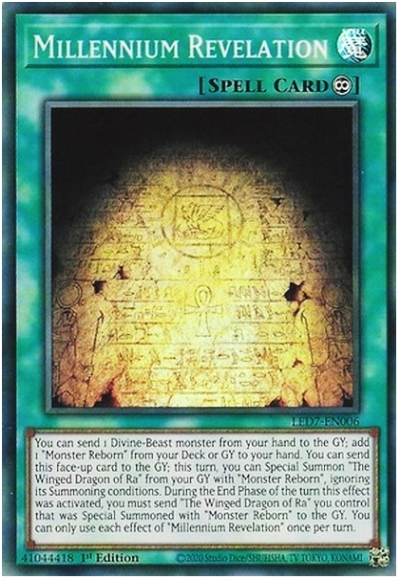 MILLENNIUM REVELATION
魔
[SPELL CARD]
LED7-EN006
You can send 1 Divine-Beast monster from your hand to the GY; add
1 "Monster Reborn" from your Deck or GY to your hand. You can send
this face-up card to the GY; this turn, you can Special Summon "The
Winged Dragon of Ra" from your GY with "Monster Reborn", ignoring
its Summoning conditions. During the End Phase of the turn this effect
was activated, you must send "The Winged Dragon of Ra" you control
that was Special Summoned with "Monster Reborn" to the GY. You can
only use each effect of "Millennium Revelation" once per turn.
41044418 1st Edition ©2020 Studio Dice/SHUEISHA, TV TOKYO, KONAMI